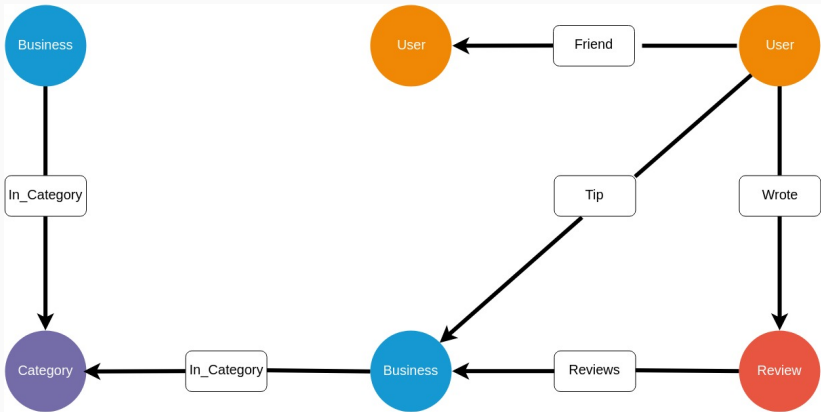 Business
User
Friend
User
In_Category
Tip
Wrote
Category
In_Category
Business
Reviews
Review